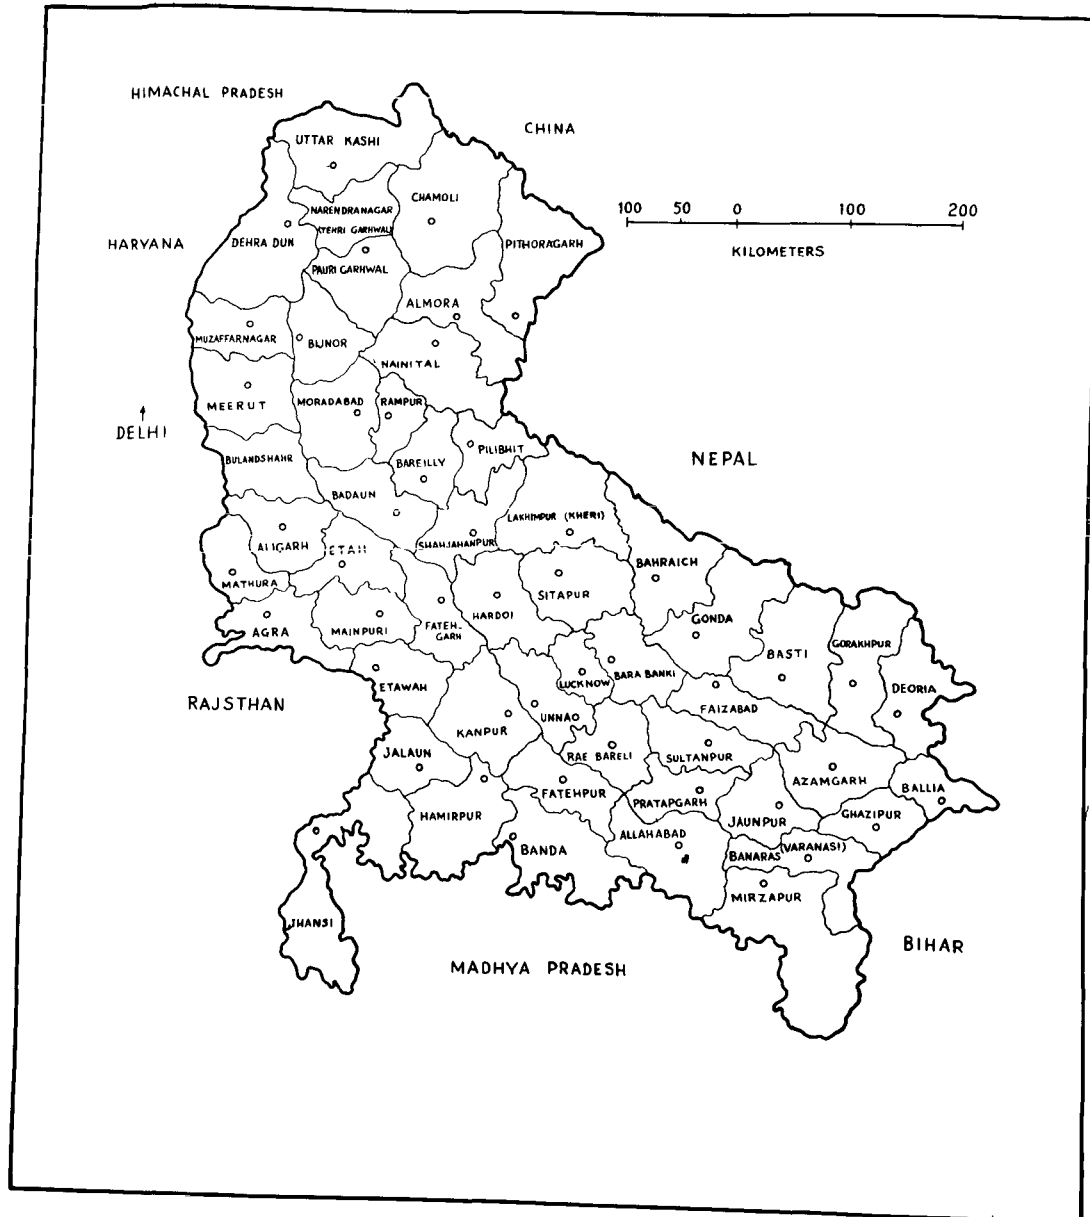 HIMACHAL PRADESH
CHINA
UTTAR KASHI
CHAMOLI
NARENDRANAGAR
(TEHRI GARHWAL)
100 50 0 100 200
KILOMETERS
HARYANA
DEHRA DUN
PITHORAGARH
PAURI GARHWAL
ALMORA
MUZAFFARNAGAR
BIJNOR
NAINITAL
MEERUT
MORADABAD
RAMPUR
DELHI
BULANDSHAHR
BAREILLY
PILIBHIT
NEPAL
BADAUN
LAKHIMPUR (KHERI)
ALIGARH
ETAH
SHAHJAHANPUR
BAHRAICH
MATHURA
SITAPUR
HARDOI
GONDA
AGRA
MAINPURI
FATEH-
GARH
GORAKHPUR
BASTI
LUCKNOW
BARA BANKI
ETAWAH
DEORIA
RAJSTHAN
FAIZABAD
UNNAO
KANPUR
JALAUN
RAE BARELI
SULTANPUR
AZAMGARH
BALLIA
FATEHPUR
PRATAPGARH
HAMIRPUR
JAUNPUR
GHAZIPUR
ALLAHABAD
BANDA
BANARAS (VARANASI)
MIRZAPUR
JHANSI
BIHAR
MADHYA PRADESH